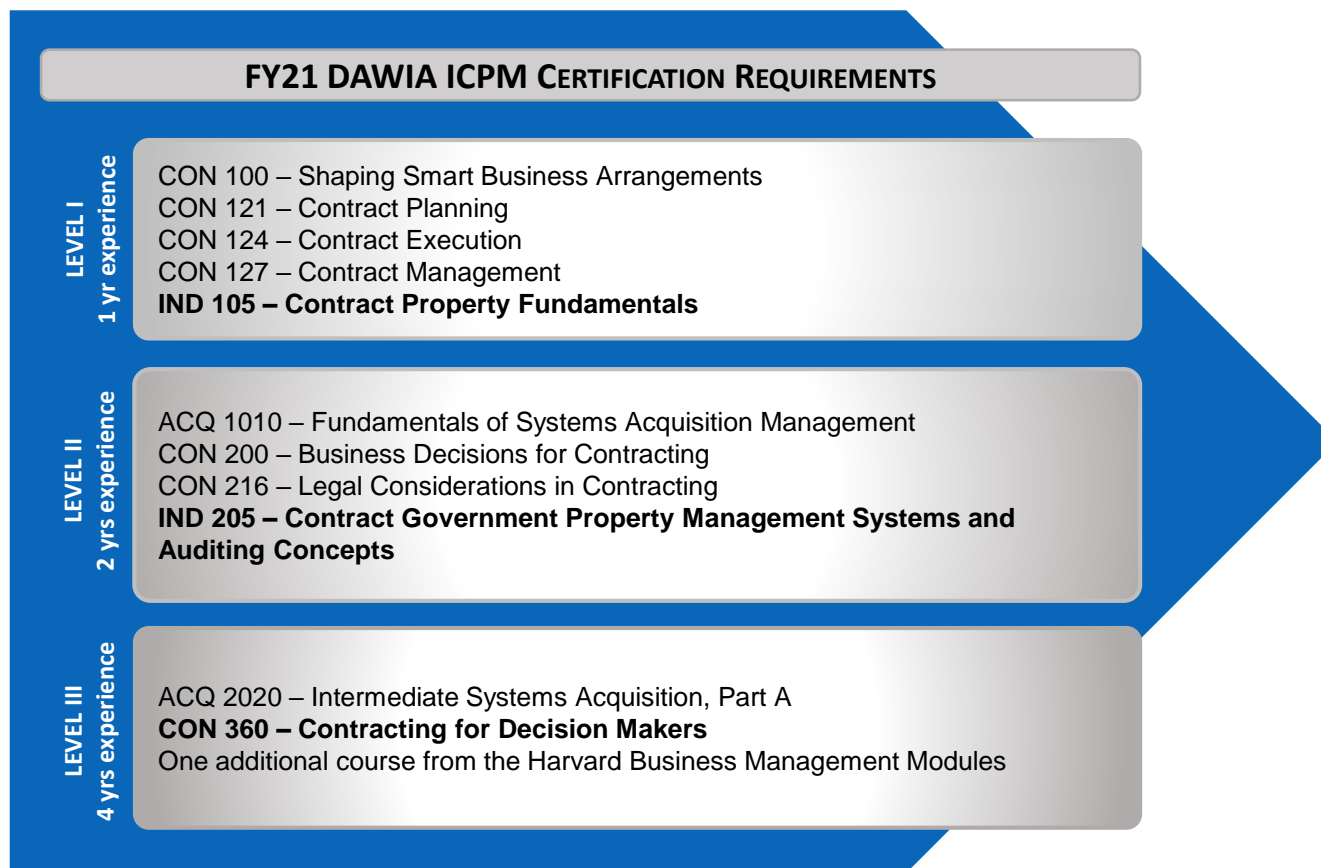 FY21 DAWIA ICPM CERTIFICATION REQUIREMENTS
LEVEL I
1 yr experience
CON 100 – Shaping Smart Business Arrangements
CON 121 – Contract Planning
CON 124 – Contract Execution
CON 127 – Contract Management
IND 105 – Contract Property Fundamentals
LEVEL II
2 yrs experience
ACQ 1010 – Fundamentals of Systems Acquisition Management
CON 200 – Business Decisions for Contracting
CON 216 – Legal Considerations in Contracting
IND 205 – Contract Government Property Management Systems and
Auditing Concepts
LEVEL III
4 yrs experience
ACQ 2020 – Intermediate Systems Acquisition, Part A
CON 360 – Contracting for Decision Makers
One additional course from the Harvard Business Management Modules